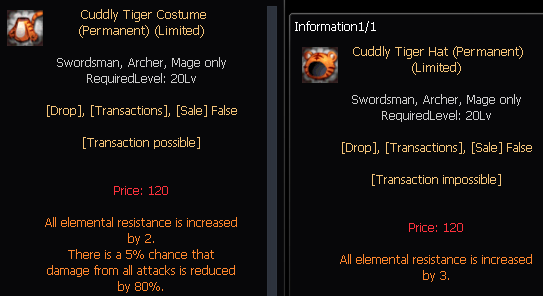 Cuddly Tiger Costume
(Permanent) (Limited)
Swordsman, Archer, Mage only
RequiredLevel: 20Lv
[Drop], [Transactions], [Sale] False
[Transaction possible]
Price: 120
All elemental resistance is increased
by 2.
There is a 5% chance that
damage from all attacks is reduced
by 80%.
Information1/1
Cuddly Tiger Hat (Permanent)
(Limited)
Swordsman, Archer, Mage only
RequiredLevel: 20Lv
[Drop], [Transactions], [Sale] False
[Transaction impossible]
Price: 120
All elemental resistance is increased
by 3.